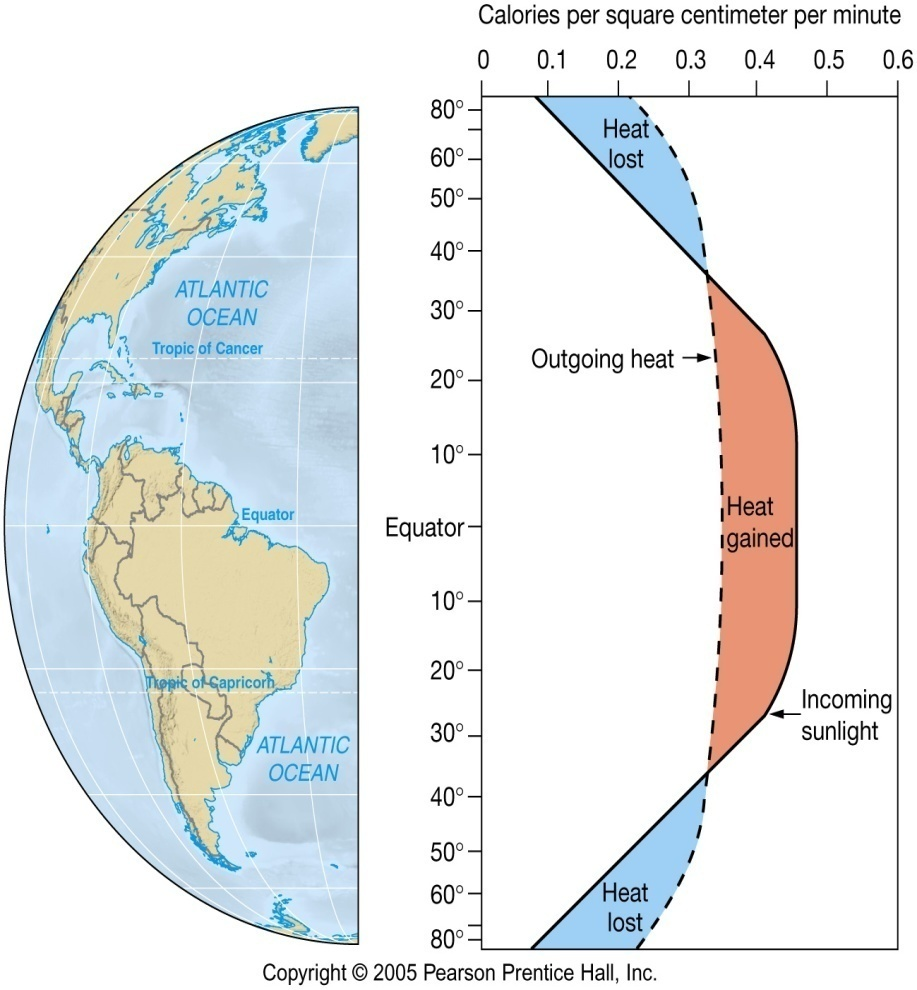 Calories per square centimeter per minute
0 0.1 0.2 0.3 0.4 0.5 0.6
80°
60°
50°
40°
30°
20°
10°
Equator
10°
20°
30°
40°
50°
60°
80°
Heat
lost
Outgoing heat
Heat
gained
Incoming
sunlight
Heat
lost
ATLANTIC
OCEAN
Tropic of Cancer
Equator
Tropic of Capricorn
ATLANTIC
OCEAN
Copyright © 2005 Pearson Prentice Hall, Inc.